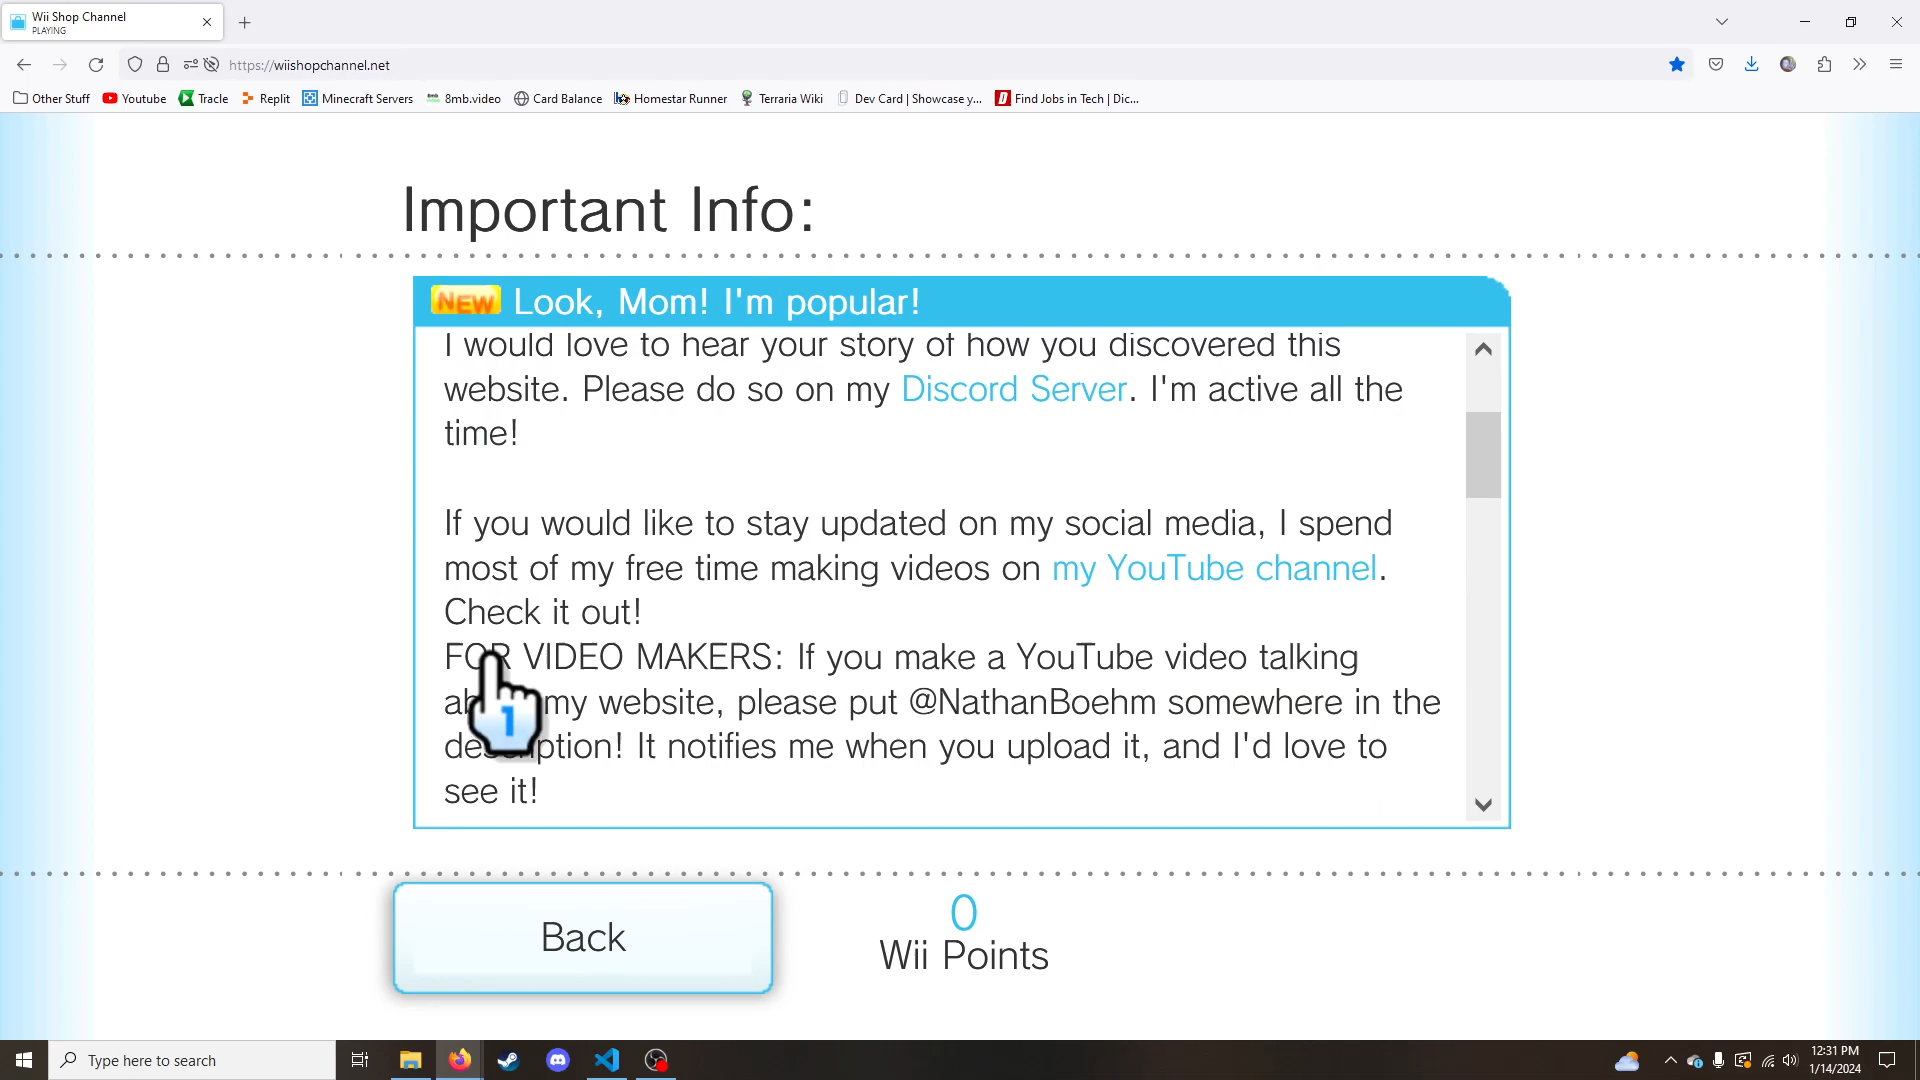 Wii Shop Channel
PLAYING
https://wiishopchannel.net
Other Stuff Youtube Tracle Replit Minecraft Servers 8mb.video Card Balance Homestar Runner Terraria Wiki Dev Card | Showcase y... Find Jobs in Tech | Dic...
Important Info:
NEW Look, Mom! I'm popular!
I would love to hear your story of how you discovered this
website. Please do so on my Discord Server. I'm active all the
time!
If you would like to stay updated on my social media, I spend
most of my free time making videos on my YouTube channel.
Check it out!
FOR VIDEO MAKERS: If you make a YouTube video talking
my website, please put @NathanBoehm somewhere in the
description! It notifies me when you upload it, and I'd love to
see it!
1
Back
0
Wii Points
Type here to search
12:31 PM
1/14/2024